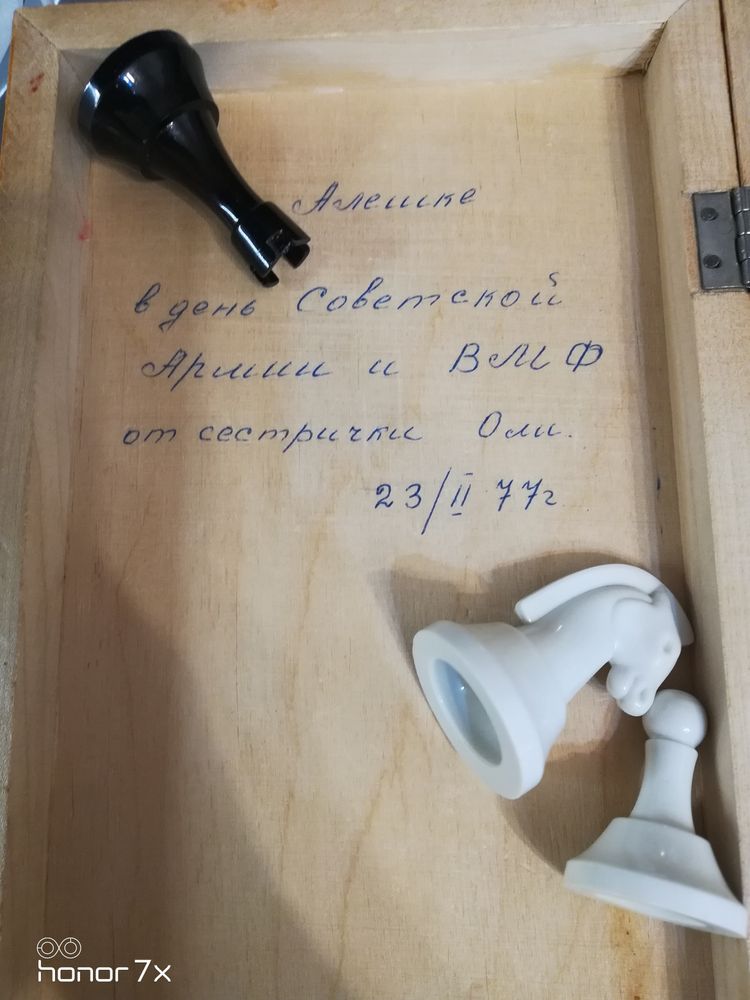 Алешке
в день Советской
Армии и ВМФ
от сестрички Оли.
23/II 77г
honor 7x